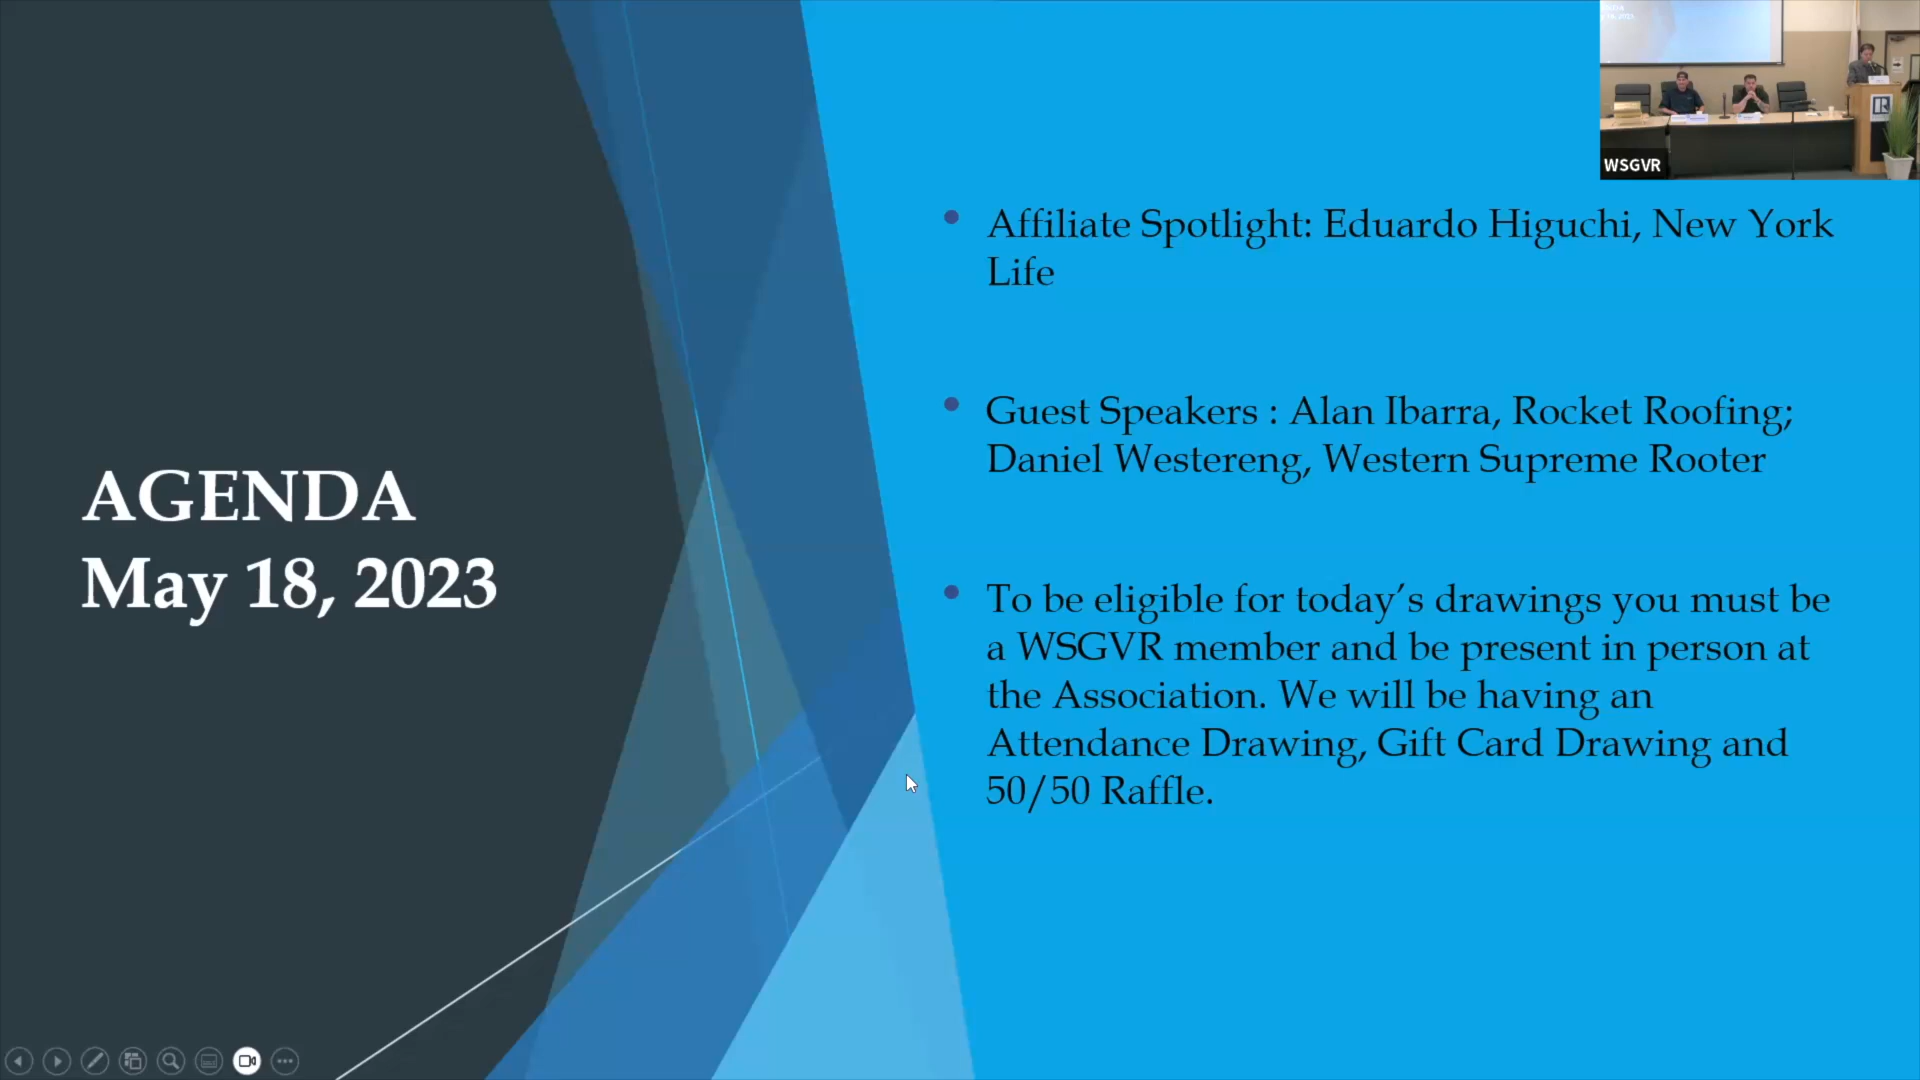 AGENDA
May 18, 2023
Affiliate Spotlight: Eduardo Higuchi, New York
Life
Guest Speakers : Alan Ibarra, Rocket Roofing;
Daniel Westereng, Western Supreme Rooter
To be eligible for today’s drawings you must be
a WSGVR member and be present in person at
the Association. We will be having an
Attendance Drawing, Gift Card Drawing and
50/50 Raffle.
WSGVR